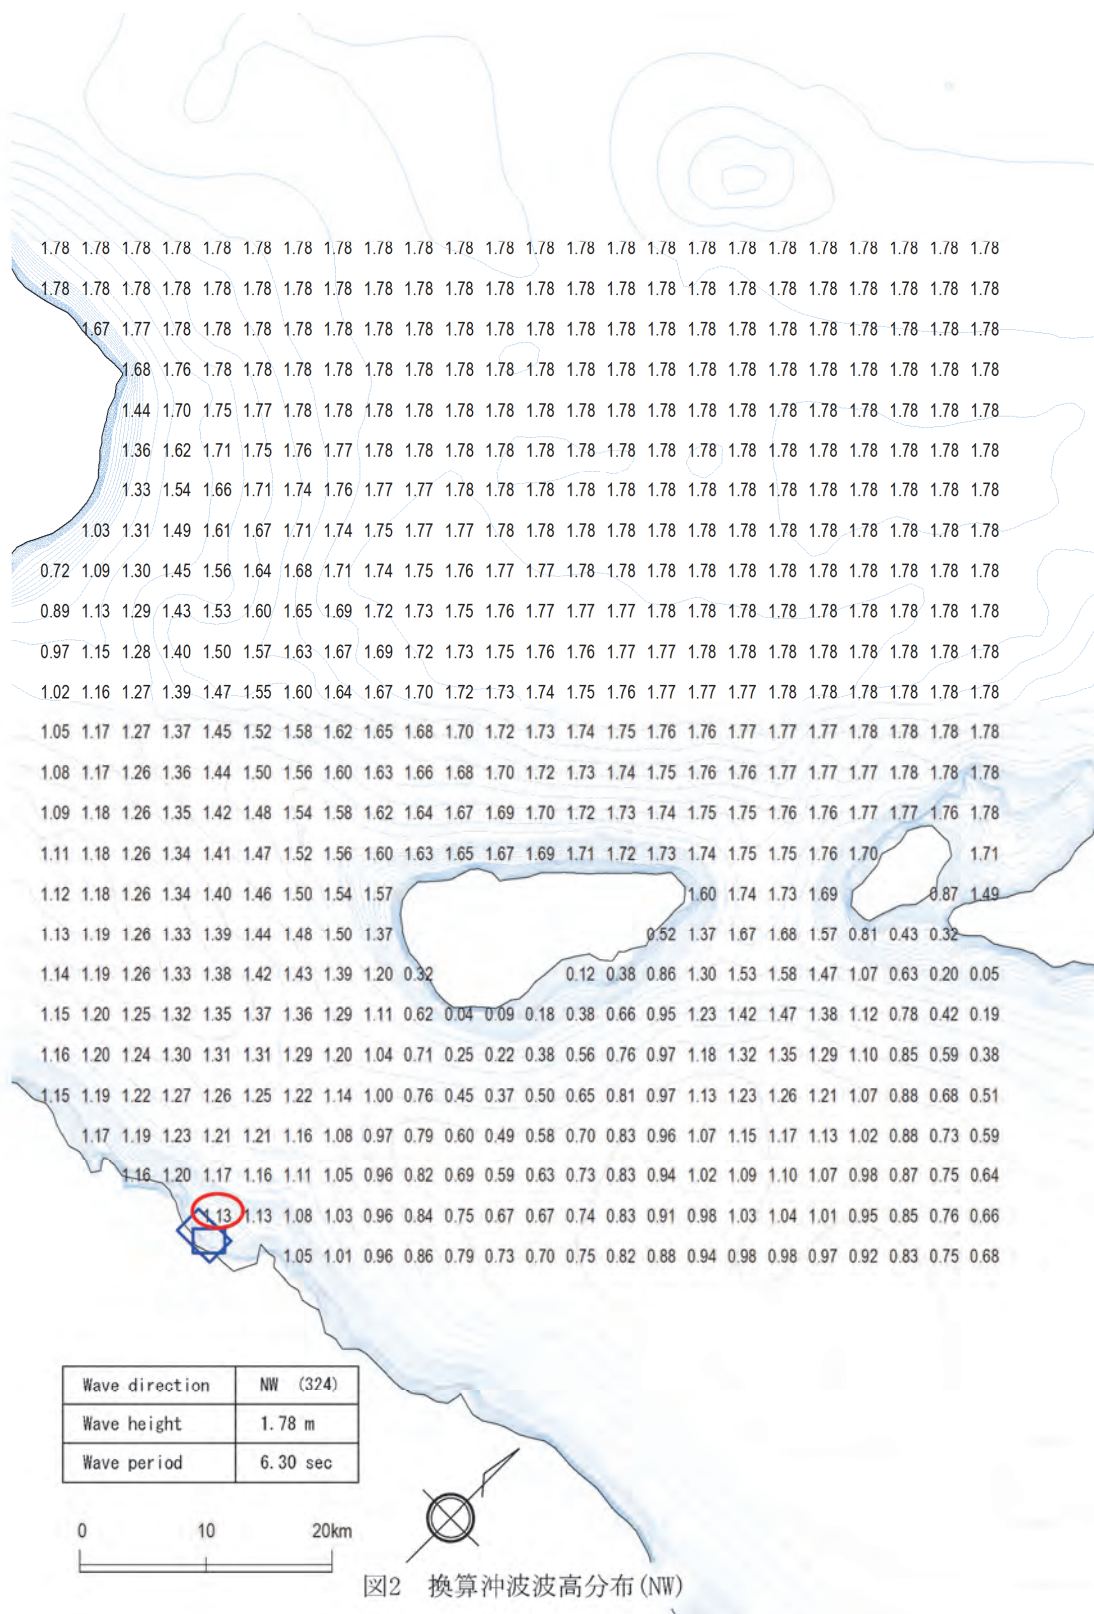 1.78 1.78 1.78 1.78 1.78 1.78 1.78 1.78 1.78 1.78 1.78 1.78 1.78 1.78 1.78 1.78 1.78 1.78 1.78 1.78 1.78 1.78 1.78 1.78
1.78 1.78 1.78 1.78 1.78 1.78 1.78 1.78 1.78 1.78 1.78 1.78 1.78 1.78 1.78 1.78 1.78 1.78 1.78 1.78 1.78 1.78 1.78 1.78
1.67 1.77 1.78 1.78 1.78 1.78 1.78 1.78 1.78 1.78 1.78 1.78 1.78 1.78 1.78 1.78 1.78 1.78 1.78 1.78 1.78 1.78 1.78
1.68 1.76 1.78 1.78 1.78 1.78 1.78 1.78 1.78 1.78 1.78 1.78 1.78 1.78 1.78 1.78 1.78 1.78 1.78 1.78 1.78 1.78
1.44 1.70 1.75 1.77 1.78 1.78 1.78 1.78 1.78 1.78 1.78 1.78 1.78 1.78 1.78 1.78 1.78 1.78 1.78 1.78 1.78 1.78
1.36 1.62 1.71 1.75 1.76 1.77 1.78 1.78 1.78 1.78 1.78 1.78 1.78 1.78 1.78 1.78 1.78 1.78 1.78 1.78 1.78 1.78
1.33 1.54 1.66 1.71 1.74 1.76 1.77 1.77 1.78 1.78 1.78 1.78 1.78 1.78 1.78 1.78 1.78 1.78 1.78 1.78 1.78 1.78
1.03 1.31 1.49 1.61 1.67 1.71 1.74 1.75 1.77 1.77 1.78 1.78 1.78 1.78 1.78 1.78 1.78 1.78 1.78 1.78 1.78 1.78 1.78
0.72 1.09 1.30 1.45 1.56 1.64 1.68 1.71 1.74 1.75 1.76 1.77 1.77 1.78 1.78 1.78 1.78 1.78 1.78 1.78 1.78 1.78 1.78 1.78
0.89 1.13 1.29 1.43 1.53 1.60 1.65 1.69 1.72 1.73 1.75 1.76 1.77 1.77 1.77 1.78 1.78 1.78 1.78 1.78 1.78 1.78 1.78 1.78
0.97 1.15 1.28 1.40 1.50 1.57 1.63 1.67 1.69 1.72 1.73 1.75 1.76 1.76 1.77 1.77 1.78 1.78 1.78 1.78 1.78 1.78 1.78 1.78
1.02 1.16 1.27 1.39 1.47 1.55 1.60 1.64 1.67 1.70 1.72 1.73 1.74 1.75 1.76 1.77 1.77 1.77 1.78 1.78 1.78 1.78 1.78 1.78
1.05 1.17 1.27 1.37 1.45 1.52 1.58 1.62 1.65 1.68 1.70 1.72 1.73 1.74 1.75 1.76 1.76 1.77 1.77 1.77 1.78 1.78 1.78 1.78
1.08 1.17 1.26 1.36 1.44 1.50 1.56 1.60 1.63 1.66 1.68 1.70 1.72 1.73 1.74 1.75 1.76 1.76 1.77 1.77 1.77 1.78 1.78 1.78
1.09 1.18 1.26 1.35 1.42 1.48 1.54 1.58 1.62 1.64 1.67 1.69 1.70 1.72 1.73 1.74 1.75 1.75 1.76 1.76 1.77 1.77 1.76 1.78
1.11 1.18 1.26 1.34 1.41 1.47 1.52 1.56 1.60 1.63 1.65 1.67 1.69 1.71 1.72 1.73 1.74 1.75 1.75 1.76 1.70 1.71
1.12 1.18 1.26 1.34 1.40 1.46 1.50 1.54 1.57 1.60 1.74 1.73 1.69 0.87 1.49
1.13 1.19 1.26 1.33 1.39 1.44 1.48 1.50 1.37 0.52 1.37 1.67 1.68 1.57 0.81 0.43 0.32
1.14 1.19 1.26 1.33 1.38 1.42 1.43 1.39 1.20 0.32 0.12 0.38 0.86 1.30 1.53 1.58 1.47 1.07 0.63 0.20 0.05
1.15 1.20 1.25 1.32 1.35 1.37 1.36 1.29 1.11 0.62 0.04 0.09 0.18 0.38 0.66 0.95 1.23 1.42 1.47 1.38 1.12 0.78 0.42 0.19
1.16 1.20 1.24 1.30 1.31 1.31 1.29 1.20 1.04 0.71 0.25 0.22 0.38 0.56 0.76 0.97 1.18 1.32 1.35 1.29 1.10 0.85 0.59 0.38
1.15 1.19 1.22 1.27 1.26 1.25 1.22 1.14 1.00 0.76 0.45 0.37 0.50 0.65 0.81 0.97 1.13 1.23 1.26 1.21 1.07 0.88 0.68 0.51
1.17 1.19 1.23 1.21 1.21 1.16 1.08 0.97 0.79 0.60 0.49 0.58 0.70 0.83 0.96 1.07 1.15 1.17 1.13 1.02 0.88 0.73 0.59
1.16 1.20 1.17 1.16 1.11 1.05 0.96 0.82 0.69 0.59 0.63 0.73 0.83 0.94 1.02 1.09 1.10 1.07 0.98 0.87 0.75 0.64
1.13 1.13 1.08 1.03 0.96 0.84 0.75 0.67 0.67 0.74 0.83 0.91 0.98 1.03 1.04 1.01 0.95 0.85 0.76 0.66
1.05 1.01 0.96 0.86 0.79 0.73 0.70 0.75 0.82 0.88 0.94 0.98 0.98 0.97 0.92 0.83 0.75 0.68
Wave direction NW (324)
Wave height 1.78 m
Wave period 6.30 sec
0 10 20km
図2 換算沖波波高分布(NW)